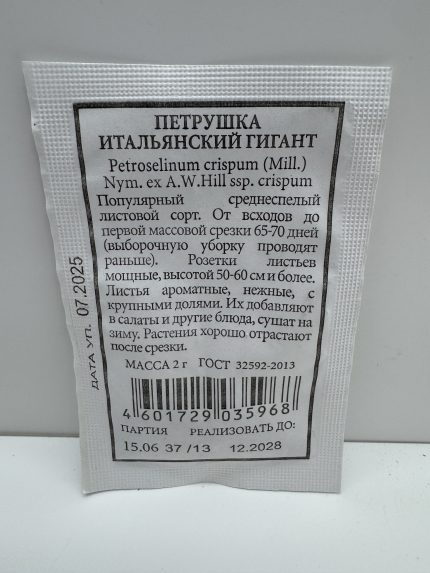 ПЕТРУШКА
ИТАЛЬЯНСКИЙ ГИГАНТ
Petroselinum crispum (Mill.)
Nym. ex A.W.Hill ssp. crispum
Популярный среднеспелый
листовой сорт. От всходов до
первой массовой срезки 65-70 дней
(выборочную уборку проводят
раньше). Розетки листьев
мощные, высотой 50-60 см и более.
Листья ароматные, нежные, с
крупными долями. Их добавляют
в салаты и другие блюда, сушат на
зиму. Растения хорошо отрастают
после срезки.
МАССА 2 г ГОСТ 32592-2013
4 601729 035968
ПАРТИЯ РЕАЛИЗОВАТЬ ДО:
15.06 37 /13 12.2028
ДАТА УП. 07.2025